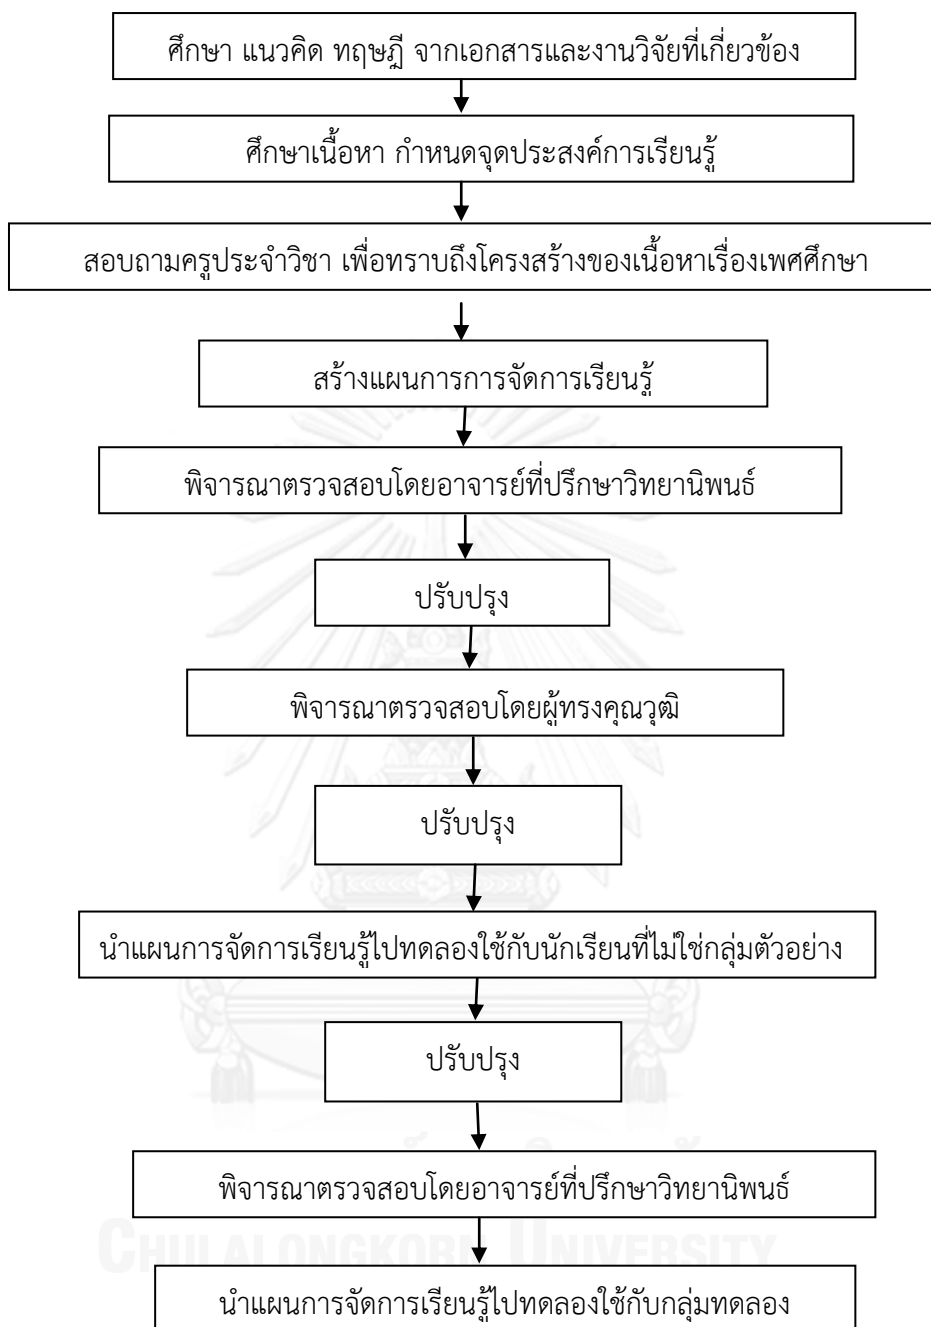 ศึกษา แนวคิด ทฤษฎี จากเอกสารและงานวิจัยที่เกี่ยวข้อง
ศึกษาเนื้อหา กำหนดจุดประสงค์การเรียนรู้
สอบถามครูประจำวิชา เพื่อทราบถึงโครงสร้างของเนื้อหาเรื่องเพศศึกษา
สร้างแผนการการจัดการเรียนรู้
พิจารณาตรวจสอบโดยอาจารย์ที่ปรึกษาวิทยานิพนธ์
ปรับปรุง
พิจารณาตรวจสอบโดยผู้ทรงคุณวุฒิ
ปรับปรุง
นำแผนการจัดการเรียนรู้ไปทดลองใช้กับนักเรียนที่ไม่ใช่กลุ่มตัวอย่าง
ปรับปรุง
พิจารณาตรวจสอบโดยอาจารย์ที่ปรึกษาวิทยานิพนธ์
CHULALONGKORN UNIVERSITY
นำแผนการจัดการเรียนรู้ไปทดลองใช้กับกลุ่มทดลอง